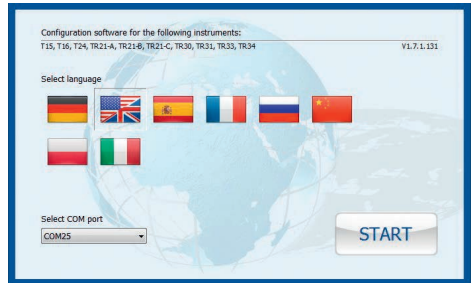 Configuration software for the following instruments:
T15, T16, T24, TR21-A, TR21-B, TR21-C, TR30, TR31, TR33, TR34 V1.7.1.131
Select language
Select COM port
COM25
START